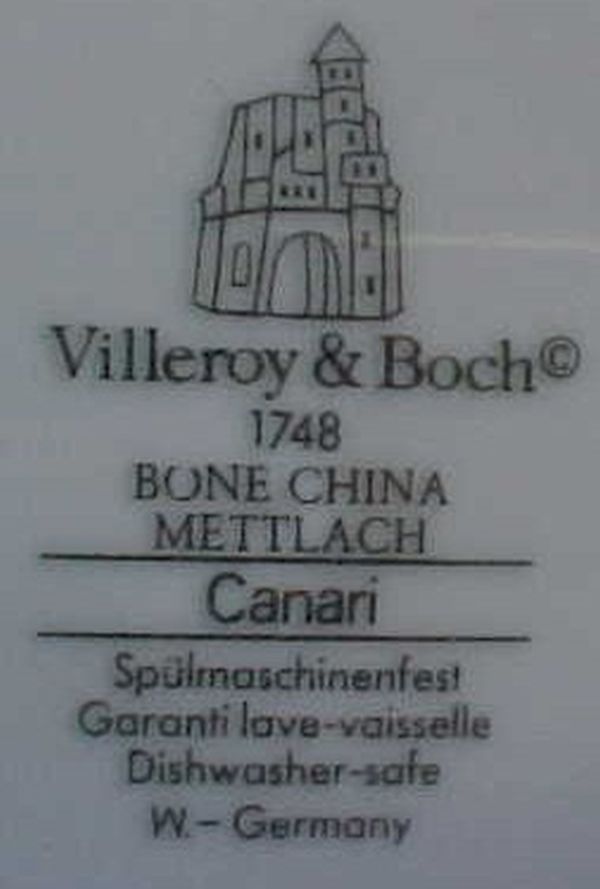 Villeroy & Boch©
1748
BONE CHINA
METTLACH
Canari
Spülmaschinenfest
Garanti lave-vaisselle
Dishwasher-safe
W.- Germany